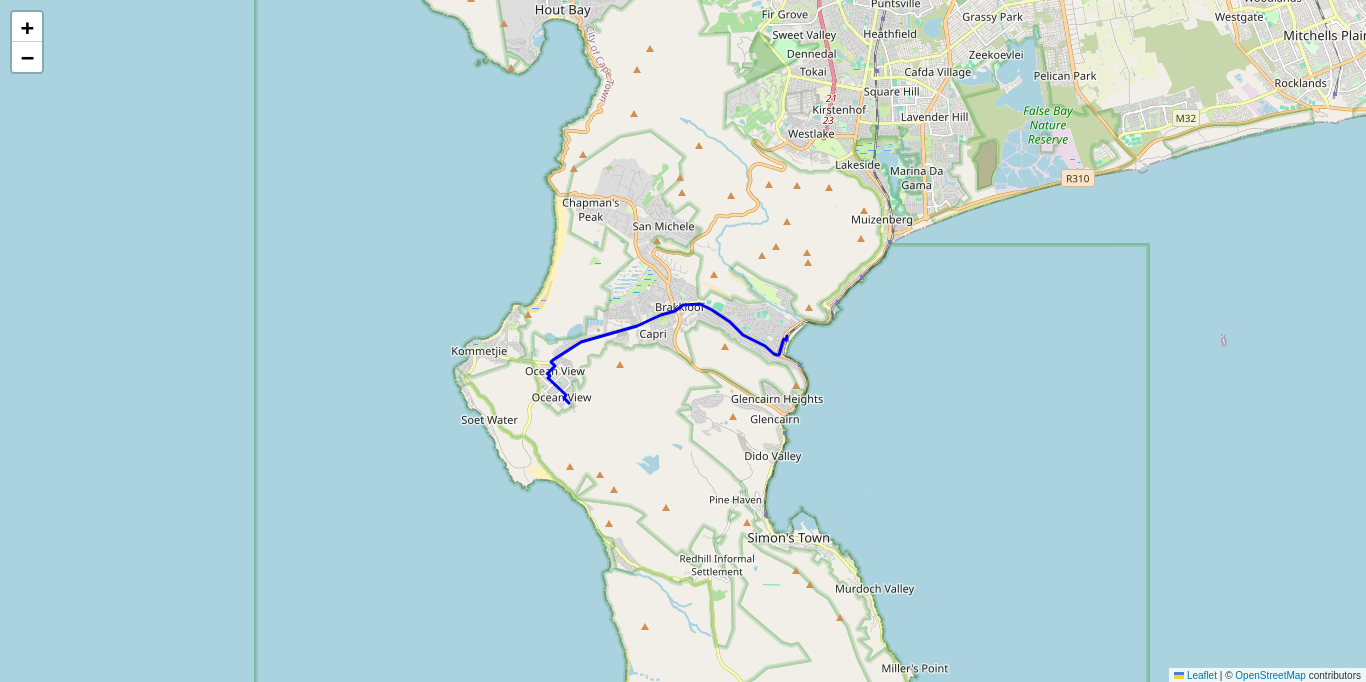 +
−
Hout Bay
City of Cape Town
Fir Grove
Puntsville
Grassy Park
Westgate
Sweet Valley
Heathfield
Mitchells Plain
Dennedal
Zeekoevlei
Tokai
Cafda Village
Pelican Park
Rocklands
Square Hill
21
23
Kirstenhof
Lavender Hill
False Bay
Nature
Reserve
M32
Westlake
Lakeside
Marina Da
Gama
R310
Chapman's
Peak
San Michele
Muizenberg
Brakkloof
Capri
Kommetjie
Ocean View
Ocean View
Glencairn Heights
Soet Water
Glencairn
Dido Valley
Pine Haven
Simon's Town
Redhill Informal
Settlement
Murdoch Valley
Miller's Point
Leaflet | © OpenStreetMap contributors